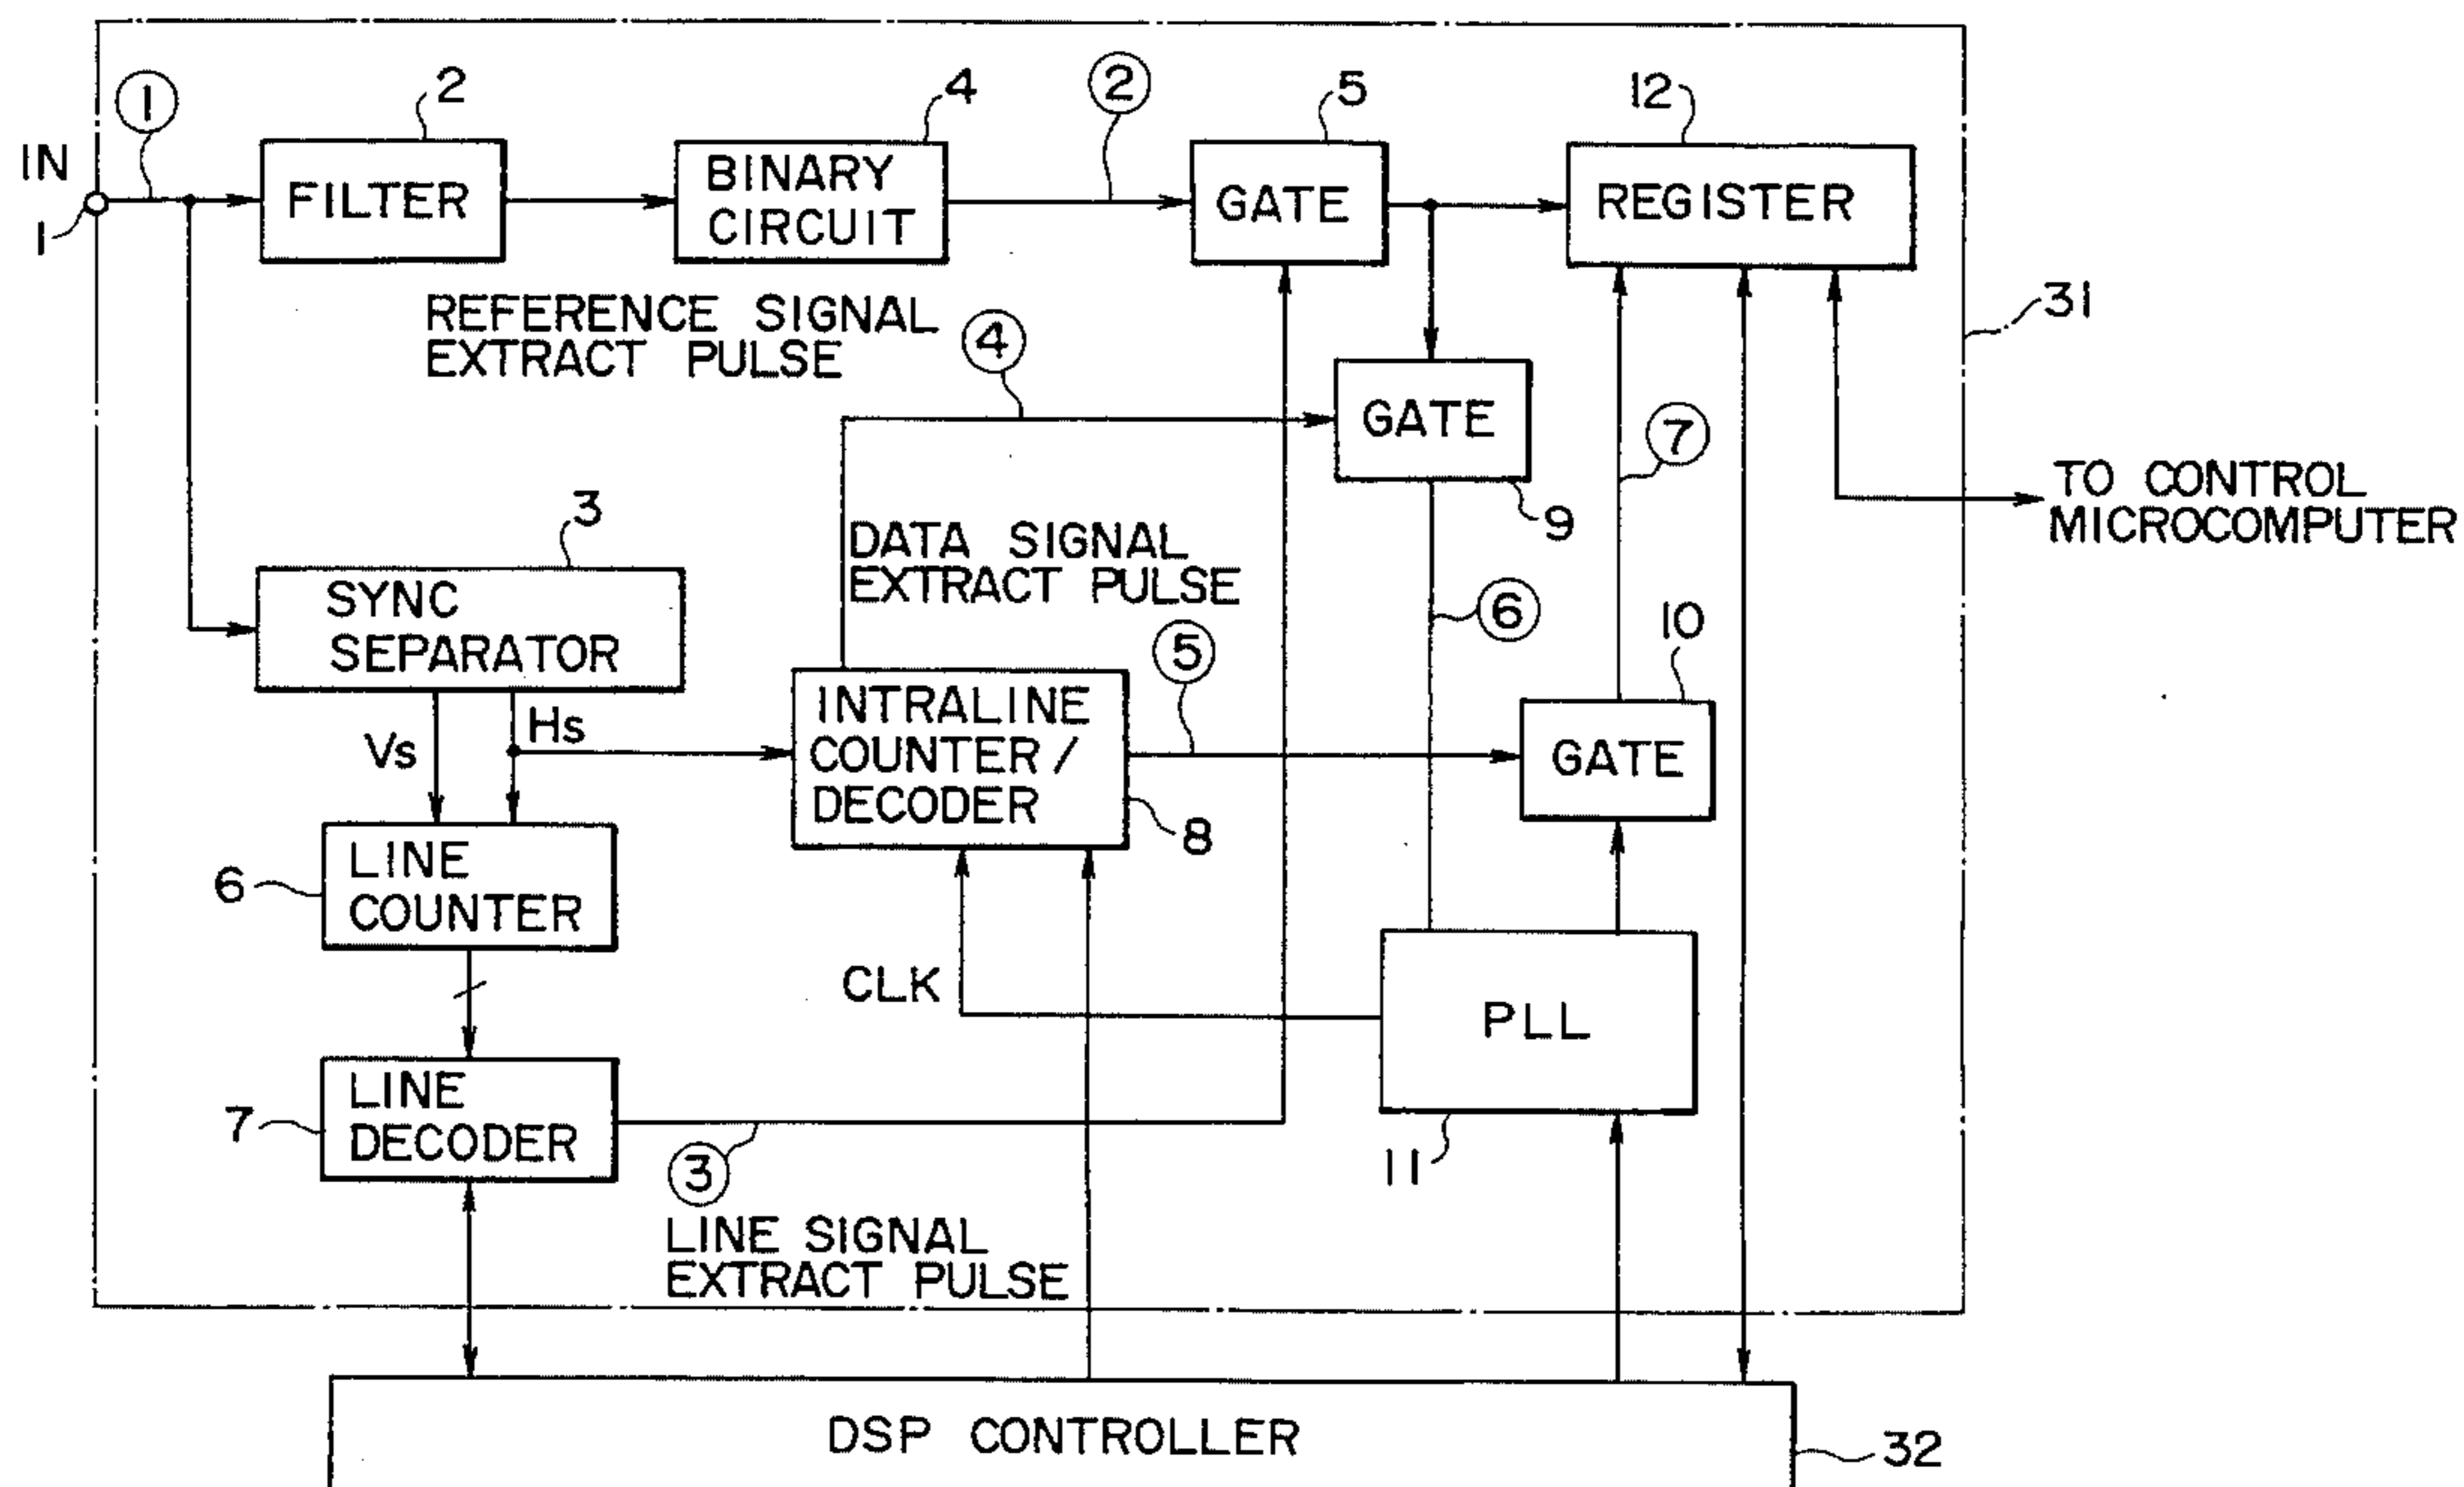 ① 2 4 ② 5 12
IN
1
FILTER
BINARY
CIRCUIT
GATE
REGISTER
REFERENCE SIGNAL
EXTRACT PULSE
④
31
GATE
⑦
9
TO CONTROL
MICROCOMPUTER
3
DATA SIGNAL
EXTRACT PULSE
SYNC
SEPARATOR
⑥
10
⑤
Vs
Hs
INTRALINE
COUNTER/
DECODER
8
GATE
6
LINE
COUNTER
CLK
PLL
11
7
LINE
DECODER
③
LINE SIGNAL
EXTRACT PULSE
DSP CONTROLLER
32